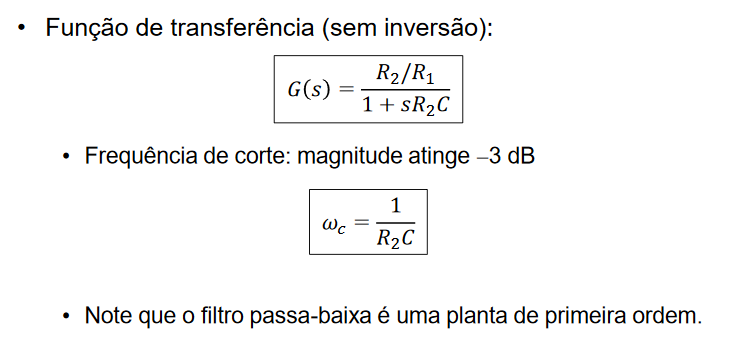 • Função de transferência (sem inversão):
G(s) = \frac{R_2/R_1}{1 + sR_2C}
• Frequência de corte: magnitude atinge –3 dB
ω_c = \frac{1}{R_2C}
• Note que o filtro passa-baixa é uma planta de primeira ordem.